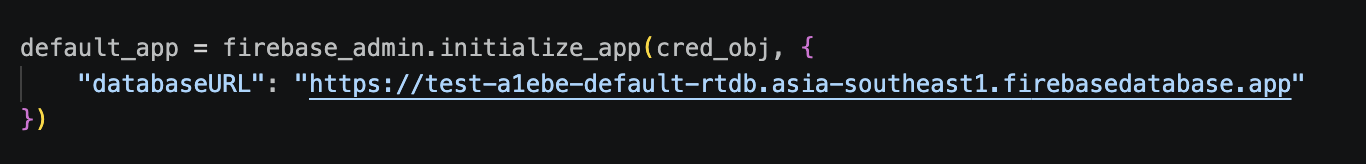 default_app = firebase_admin.initialize_app(cred_obj, {
    "databaseURL": "https://test-a1ebe-default-rtdb.asia-southeast1.firebasedatabase.app"
})